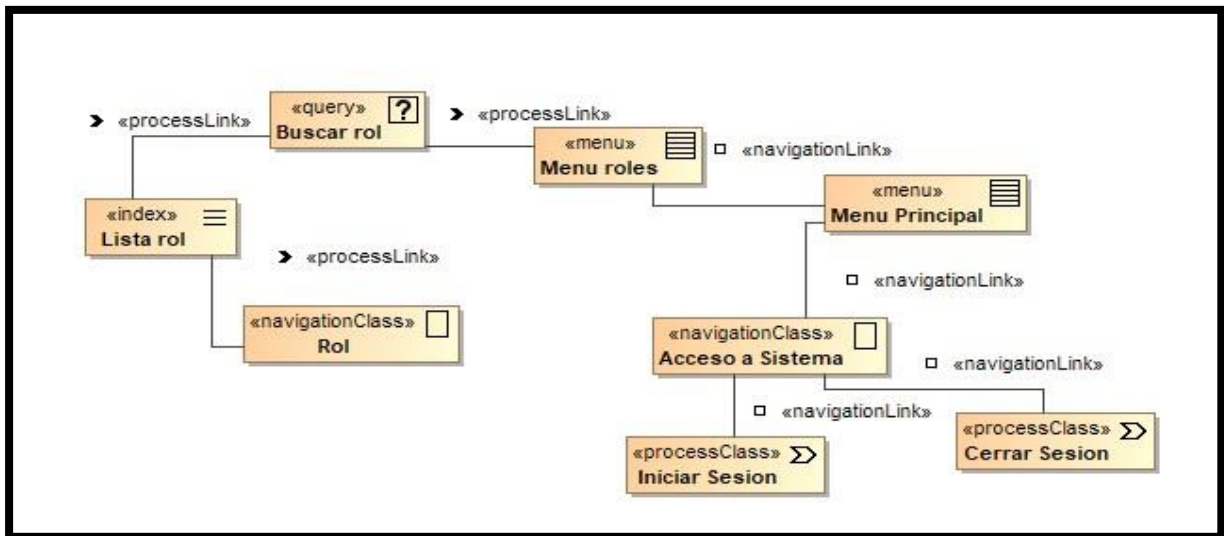 «query»
Buscar rol
«processLink»
«processLink»
«menu»
Menu roles
«navigationLink»
«menu»
Menu Principal
«index»
Lista rol
«processLink»
«navigationClass»
Rol
«navigationLink»
«navigationClass»
Acceso a Sistema
«navigationLink»
«navigationLink»
«processClass»
Iniciar Sesion
«processClass»
Cerrar Sesion